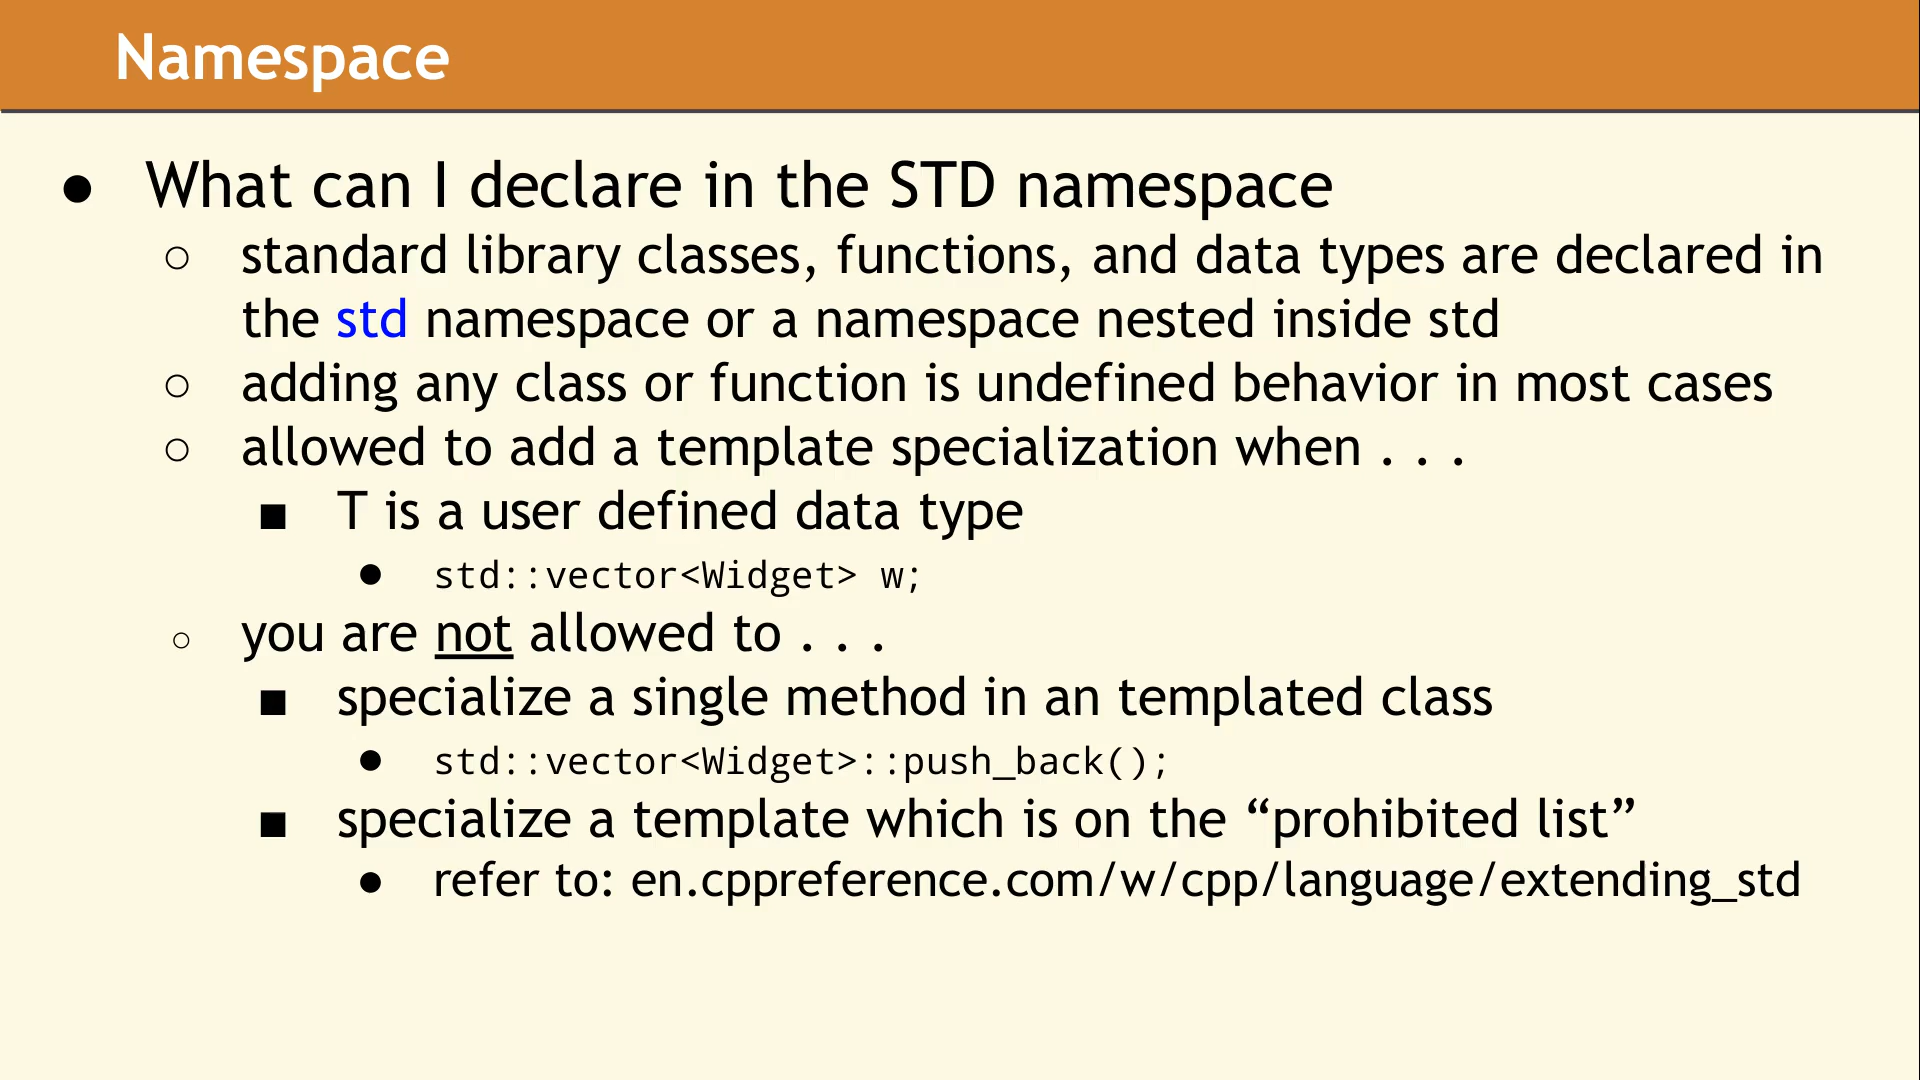 Namespace
● What can I declare in the STD namespace
○ standard library classes, functions, and data types are declared in
the std namespace or a namespace nested inside std
○ adding any class or function is undefined behavior in most cases
○ allowed to add a template specialization when . . .
■ T is a user defined data type
● std::vector<Widget> w;
○ you are not allowed to . . .
■ specialize a single method in an templated class
● std::vector<Widget>::push_back();
■ specialize a template which is on the “prohibited list”
● refer to: en.cppreference.com/w/cpp/language/extending_std